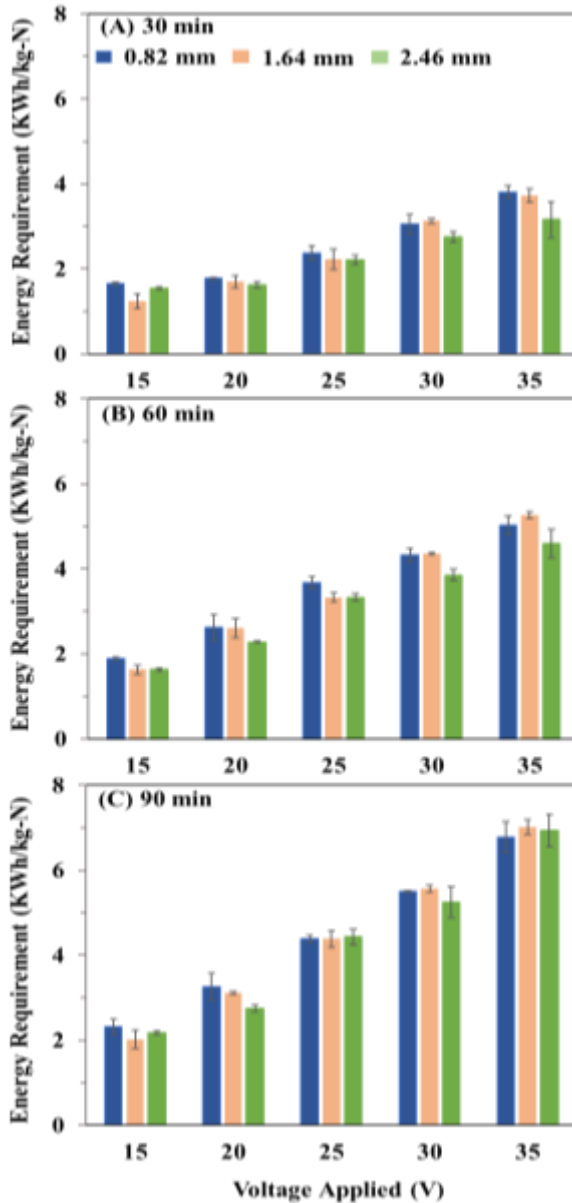 (A) 30 min
0.82 mm 1.64 mm 2.46 mm
Energy Requirement (KWh/kg-N)
8
6
4
2
0
15 20 25 30 35
(B) 60 min
Energy Requirement (KWh/kg-N)
8
6
4
2
0
15 20 25 30 35
(C) 90 min
Energy Requirement (KWh/kg-N)
8
6
4
2
0
15 20 25 30 35
Voltage Applied (V)